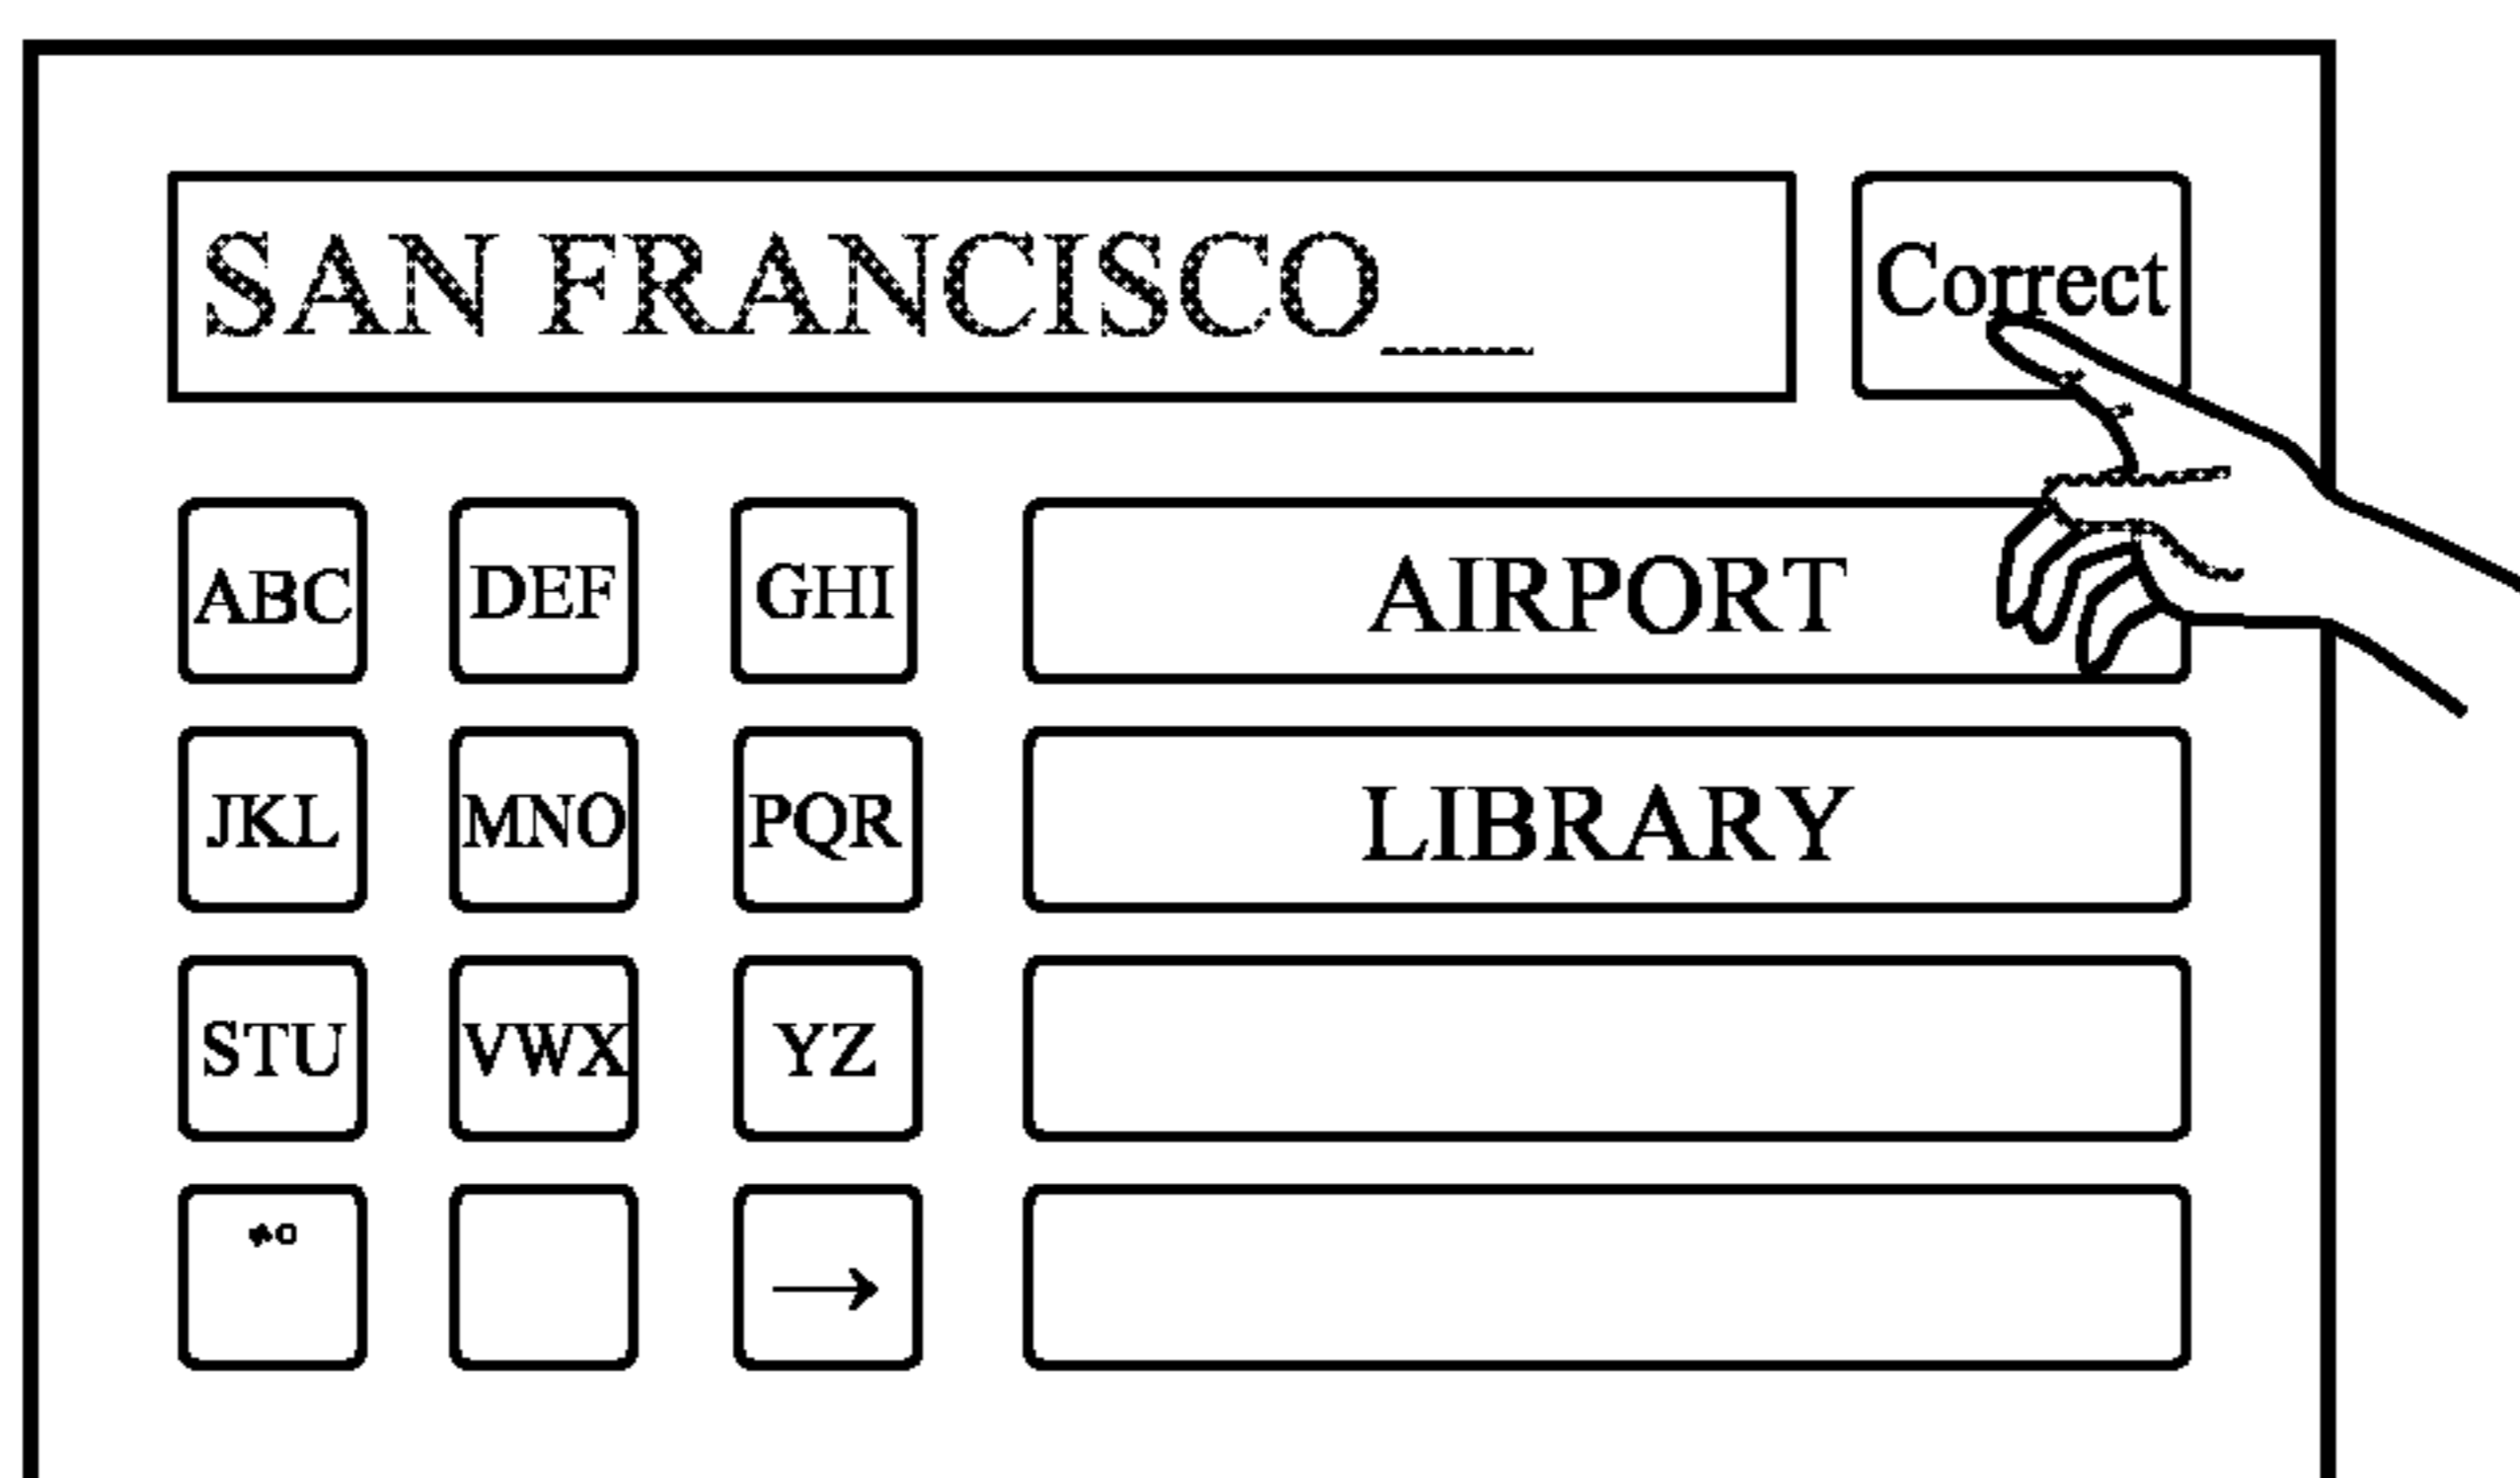 SAN FRANCISCO
Correct
ABC DEF GHI AIRPORT
JKL MNO PQR LIBRARY
STU VWX YZ
→